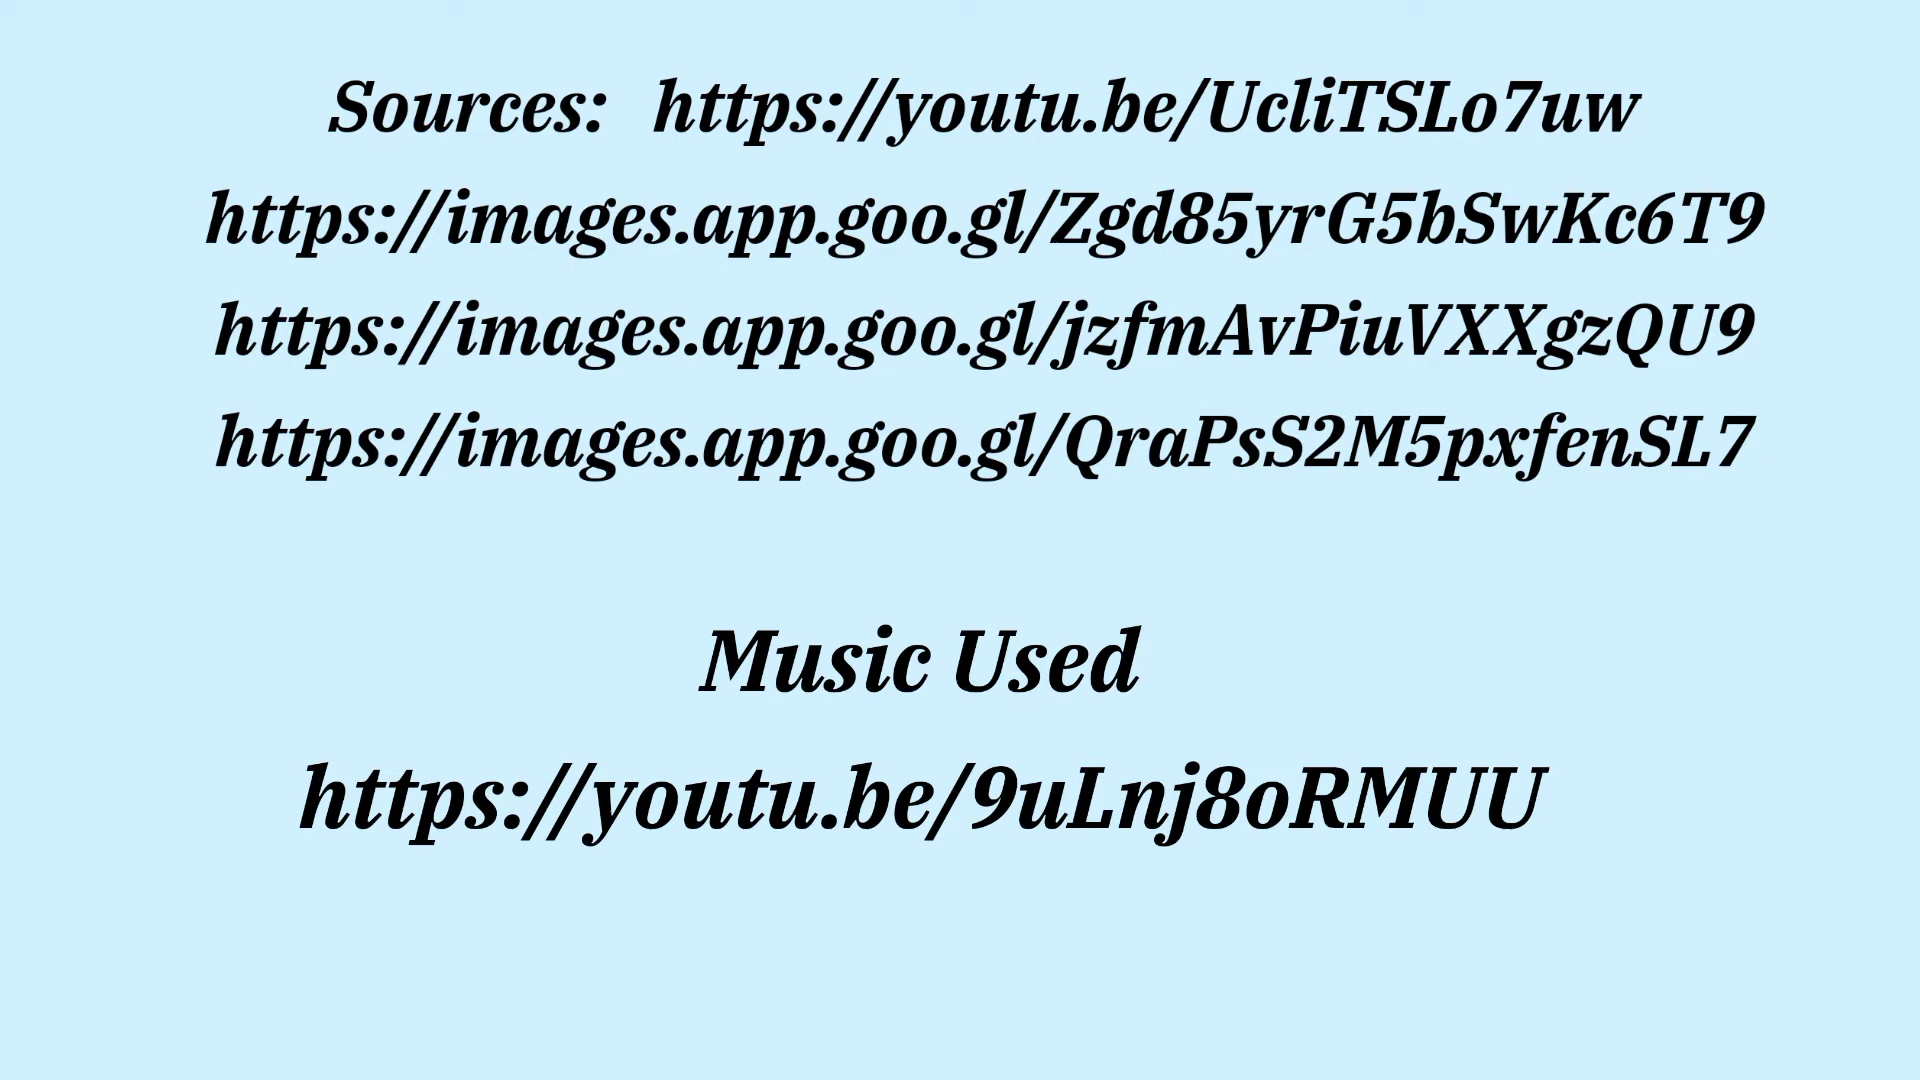 Sources: https://youtu.be/UcliTSLo7uw
https://images.app.goo.gl/Zgd85yrG5bSwKc6T9
https://images.app.goo.gl/jzfmAvPiuVXXgzQU9
https://images.app.goo.gl/QraPsS2M5pxfenSL7
Music Used
https://youtu.be/9uLnj8oRMUU